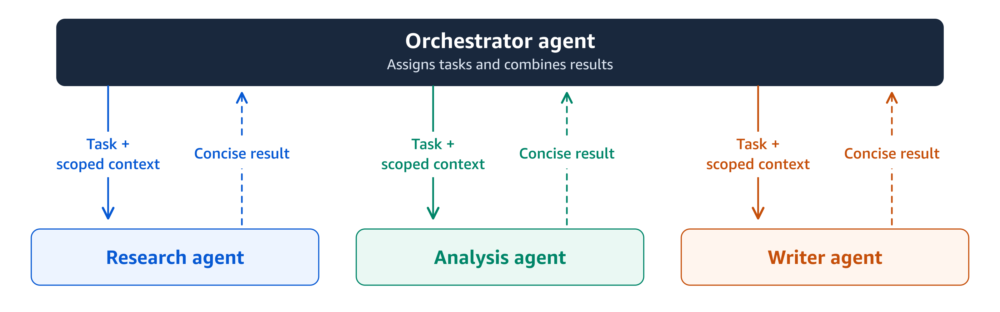 Orchestrator agent
Assigns tasks and combines results
Task +
scoped context
Concise result
Task +
scoped context
Concise result
Task +
scoped context
Concise result
Research agent
Analysis agent
Writer agent